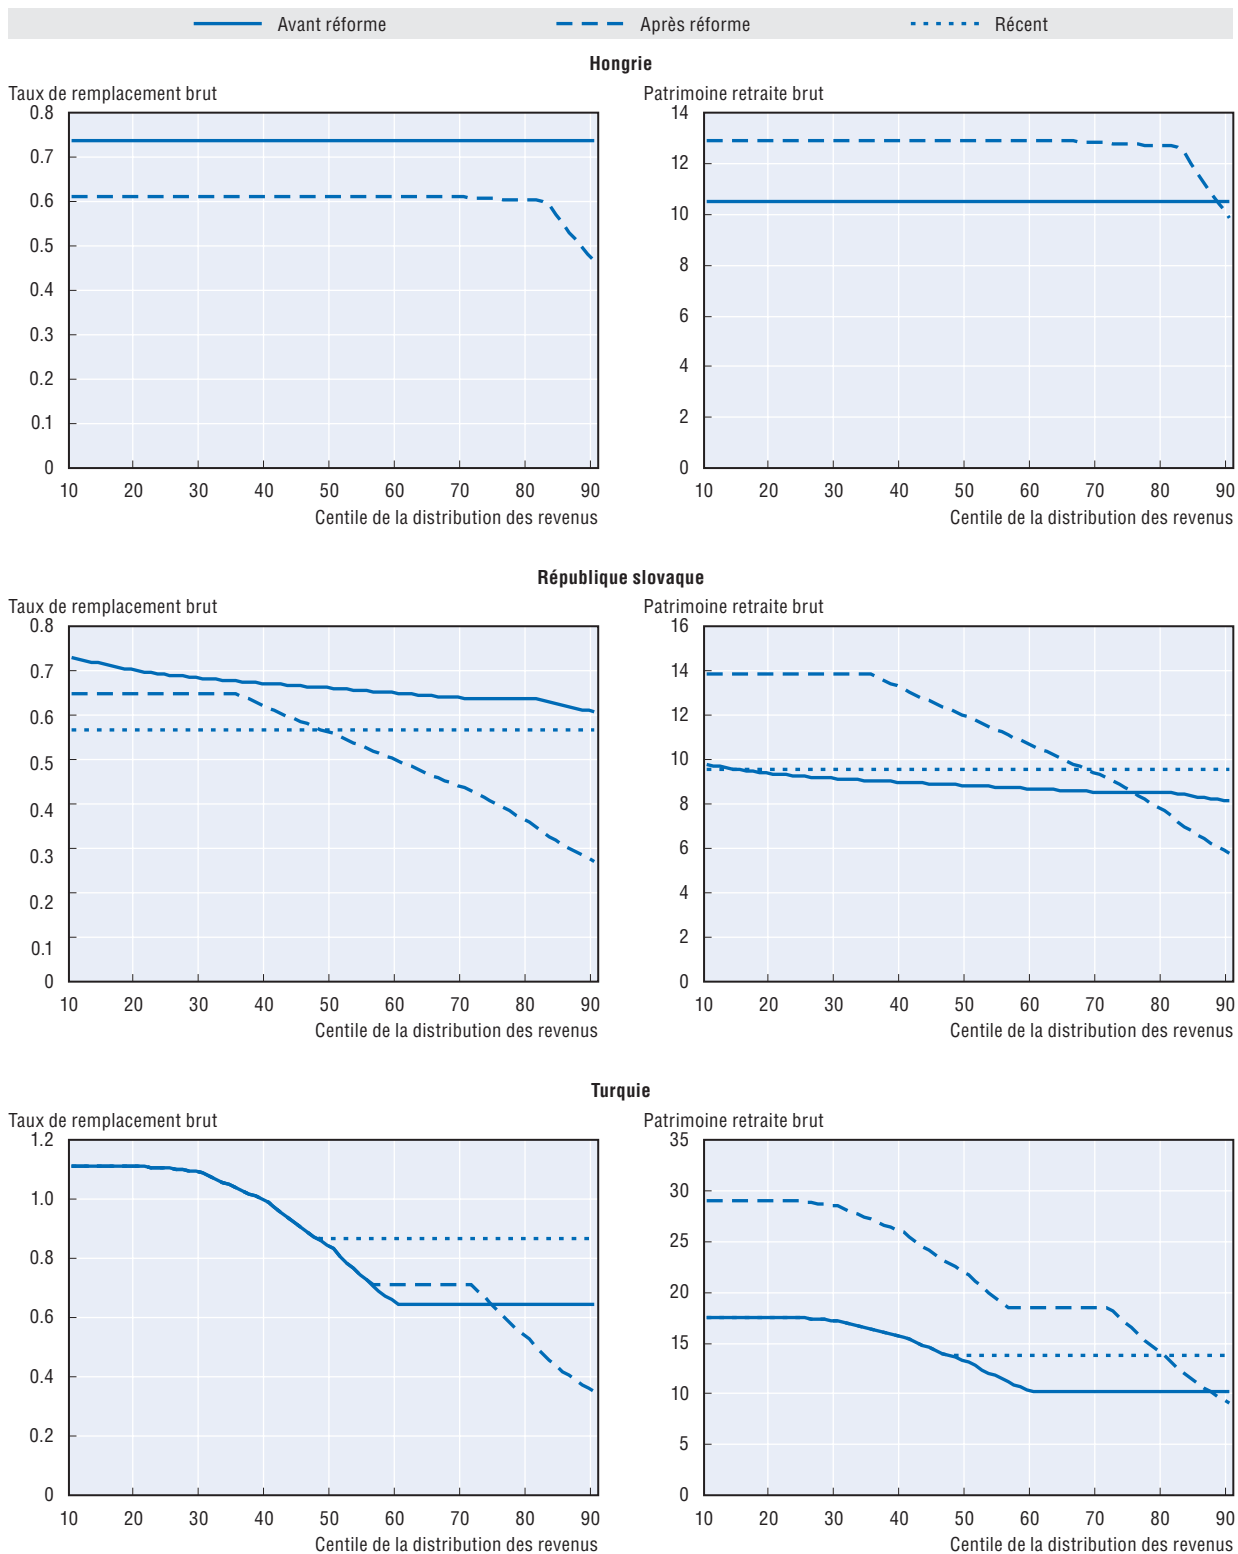 Avant réforme Après réforme Récent
Hongrie
Taux de remplacement brut
0.8
0.7
0.6
0.5
0.4
0.3
0.2
0.1
0
10 20 30 40 50 60 70 80 90
Centile de la distribution des revenus
Patrimoine retraite brut
14
12
10
8
6
4
2
0
10 20 30 40 50 60 70 80 90
Centile de la distribution des revenus
République slovaque
Taux de remplacement brut
0.8
0.7
0.6
0.5
0.4
0.3
0.2
0.1
0
10 20 30 40 50 60 70 80 90
Centile de la distribution des revenus
Patrimoine retraite brut
16
14
12
10
8
6
4
2
0
10 20 30 40 50 60 70 80 90
Centile de la distribution des revenus
Turquie
Taux de remplacement brut
1.2
1.0
0.8
0.6
0.4
0.2
0
10 20 30 40 50 60 70 80 90
Centile de la distribution des revenus
Patrimoine retraite brut
35
30
25
20
15
10
5
0
10 20 30 40 50 60 70 80 90
Centile de la distribution des revenus